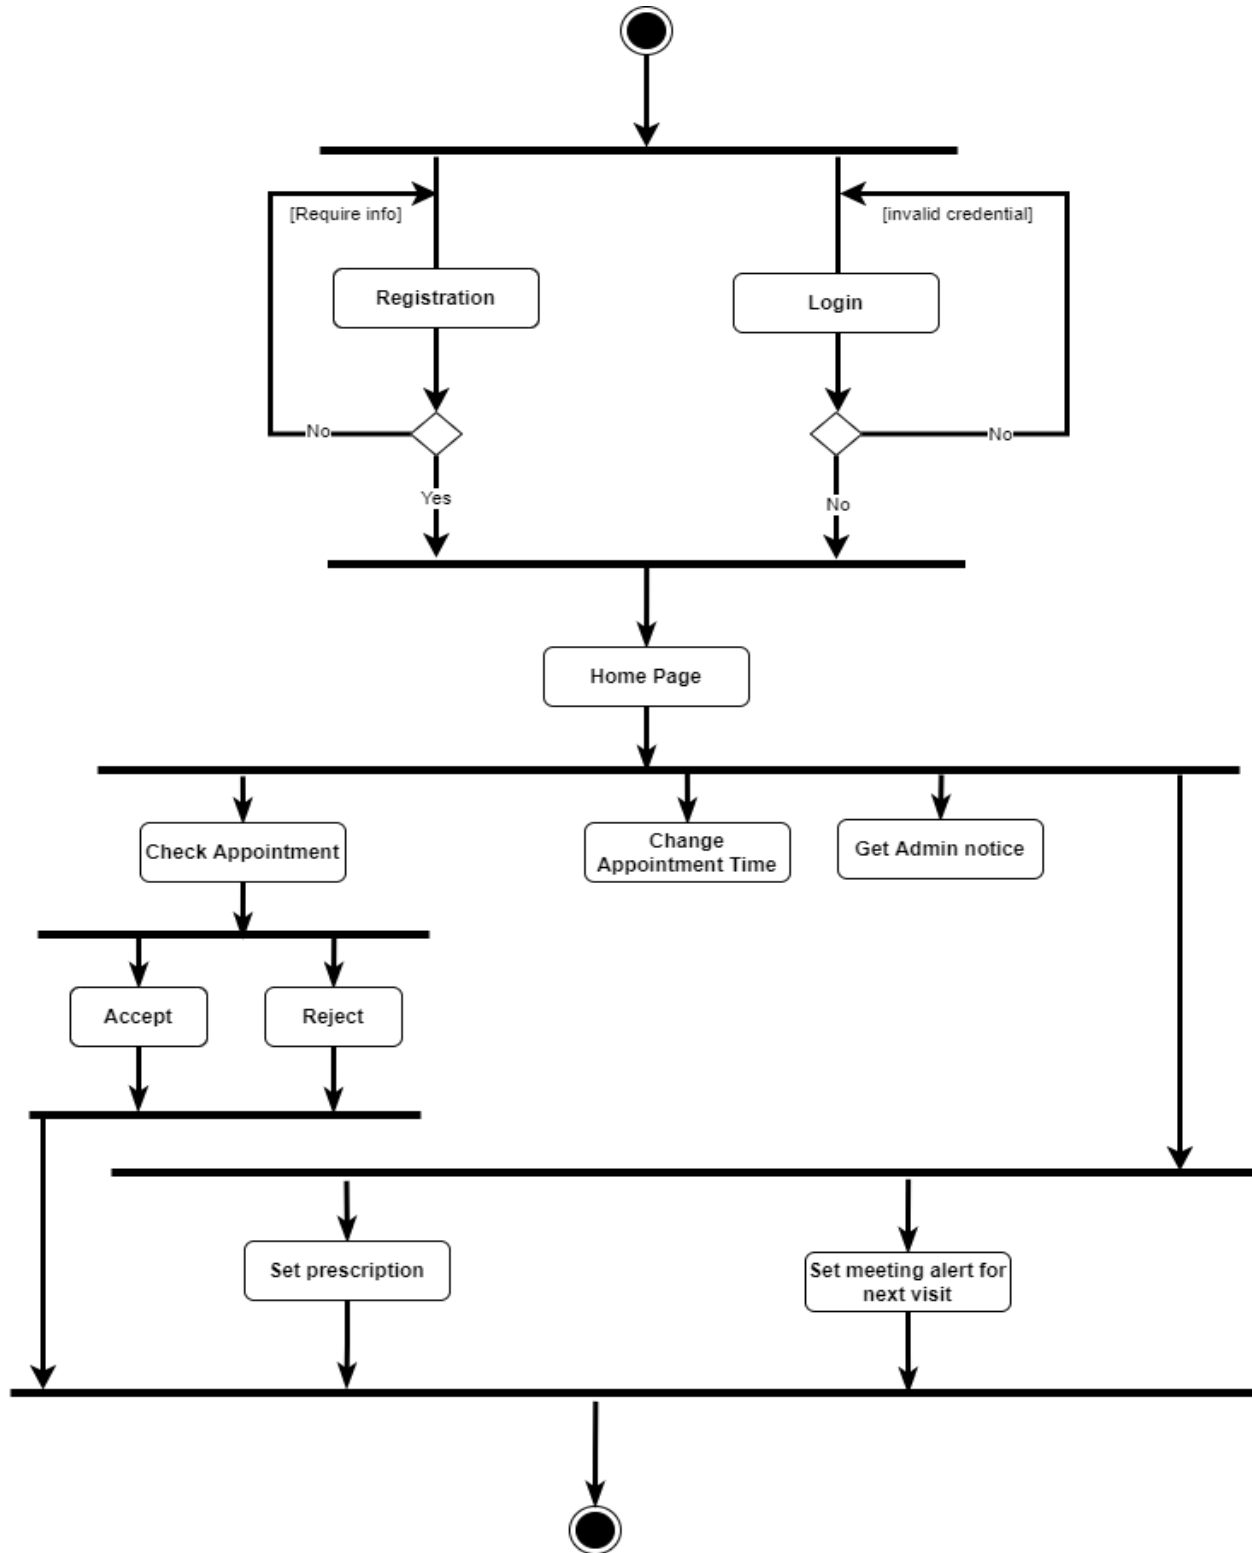 [Require info]
[invalid credential]
Registration
Login
No
No
Yes
No
Home Page
Check Appointment
Change
Appointment Time
Get Admin notice
Accept
Reject
Set prescription
Set meeting alert for
next visit